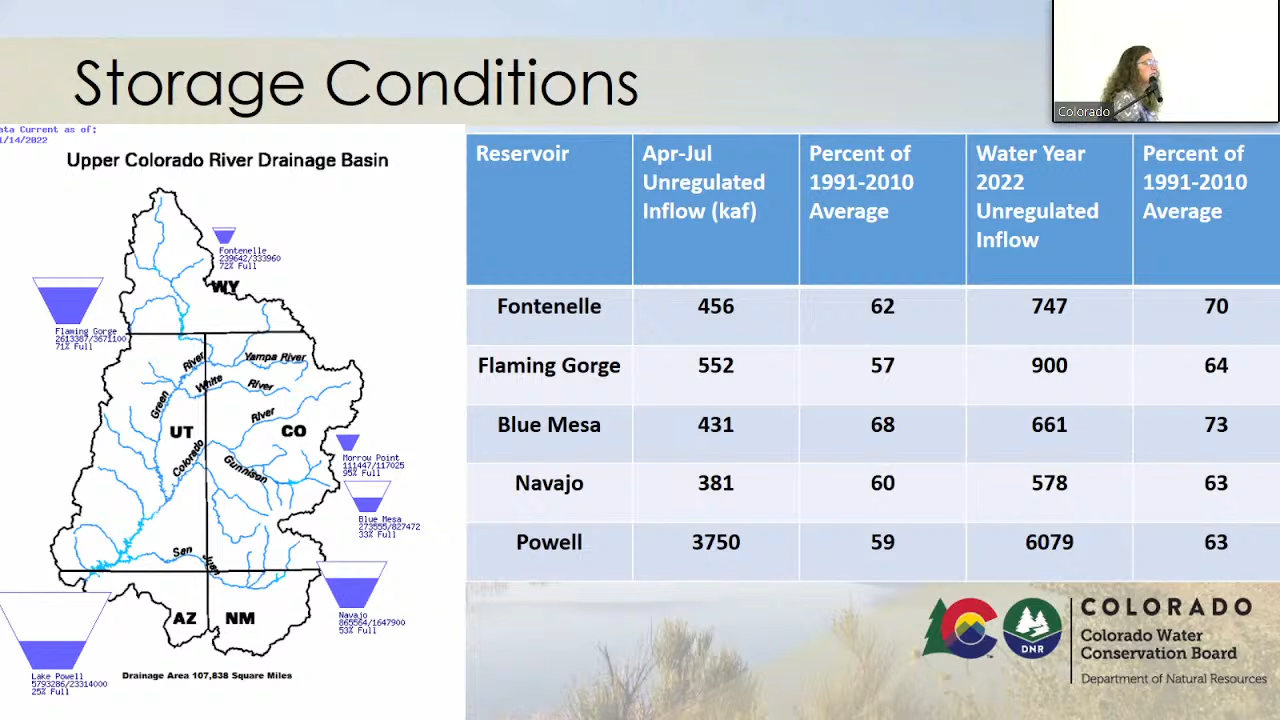 Storage Conditions
Colorado
ata Current as of:
1/14/2022
Upper Colorado River Drainage Basin
Fontenelle
239642/333960
72% Full
WY
Flaming Gorge
2613387/3671100
71% Full
River
Yampa River
White
River
Green
River
UT
CO
Colorado
Gunnison
Morrow Point
111447/117025
95% Full
Blue Mesa
273555/827472
33% Full
San
Juan
Navajo
865564/1647900
53% Full
AZ
NM
Lake Powell
5793286/23314000
25% Full
Drainage Area 107,838 Square Miles
Reservoir
Apr-Jul
Unregulated
Inflow (kaf)
Percent of
1991-2010
Average
Water Year
2022
Unregulated
Inflow
Percent of
1991-2010
Average
Fontenelle 456 62 747 70
Flaming Gorge 552 57 900 64
Blue Mesa 431 68 661 73
Navajo 381 60 578 63
Powell 3750 59 6079 63
DNR
COLORADO
Colorado Water
Conservation Board
Department of Natural Resources